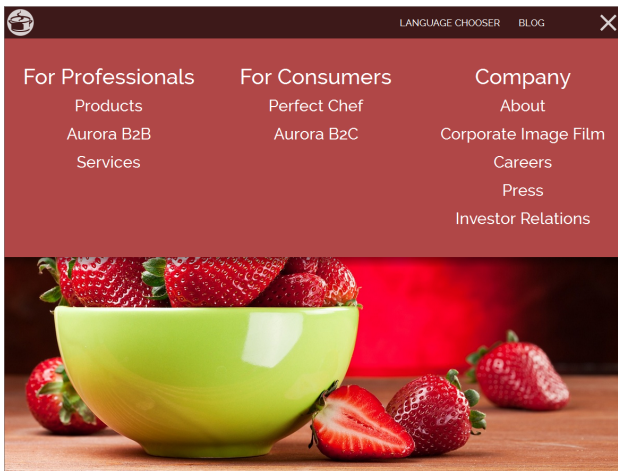 LANGUAGE CHOOSER BLOG
For Professionals
Products
Aurora B2B
Services
For Consumers
Perfect Chef
Aurora B2C
Company
About
Corporate Image Film
Careers
Press
Investor Relations